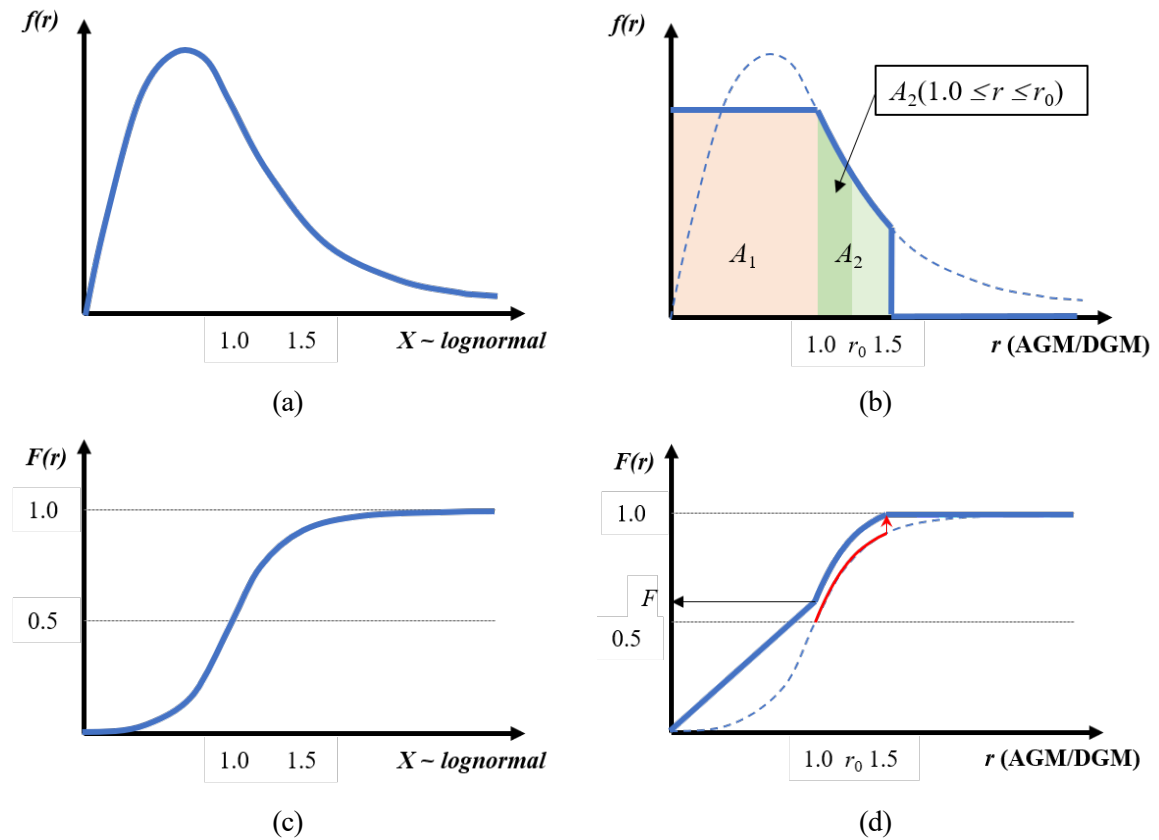 f(r)
1.0 1.5
X ~ lognormal
(a)
f(r)
A₂(1.0 ≤r ≤r₀)
A₁
A₂
1.0 r₀ 1.5
r (AGM/DGM)
(b)
F(r)
1.0
0.5
1.0 1.5
X ~ lognormal
(c)
F(r)
1.0
F
0.5
1.0 r₀ 1.5
r (AGM/DGM)
(d)